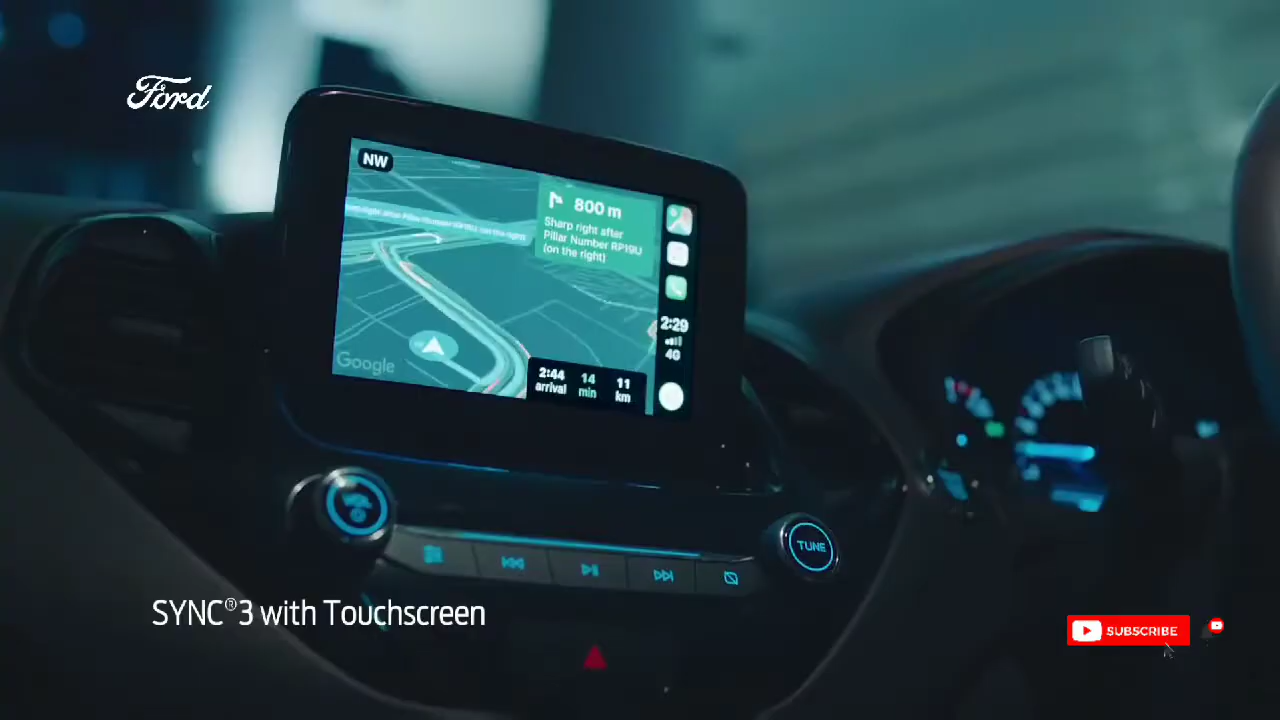 Ford
NW
800 m
Sharp right after
Pillar Number RP19U
(on the right)
Google
2:29
4G
2:44 14 11
arrival min km
TUNE
SYNC®3 with Touchscreen
SUBSCRIBE